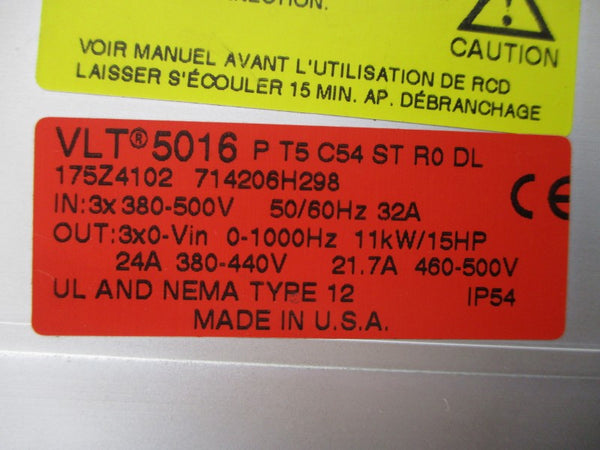 CONNECTION.
CAUTION
VOIR MANUEL AVANT L'UTILISATION DE RCD
LAISSER S'ÉCOULER 15 MIN. AP. DÉBRANCHAGE
VLT®5016 P T5 C54 ST R0 DL
175Z4102 714206H298
CE
IN:3x380-500V 50/60Hz 32A
OUT:3x0-Vin 0-1000Hz 11kW/15HP
24A 380-440V 21.7A 460-500V
UL AND NEMA TYPE 12 IP54
MADE IN U.S.A.